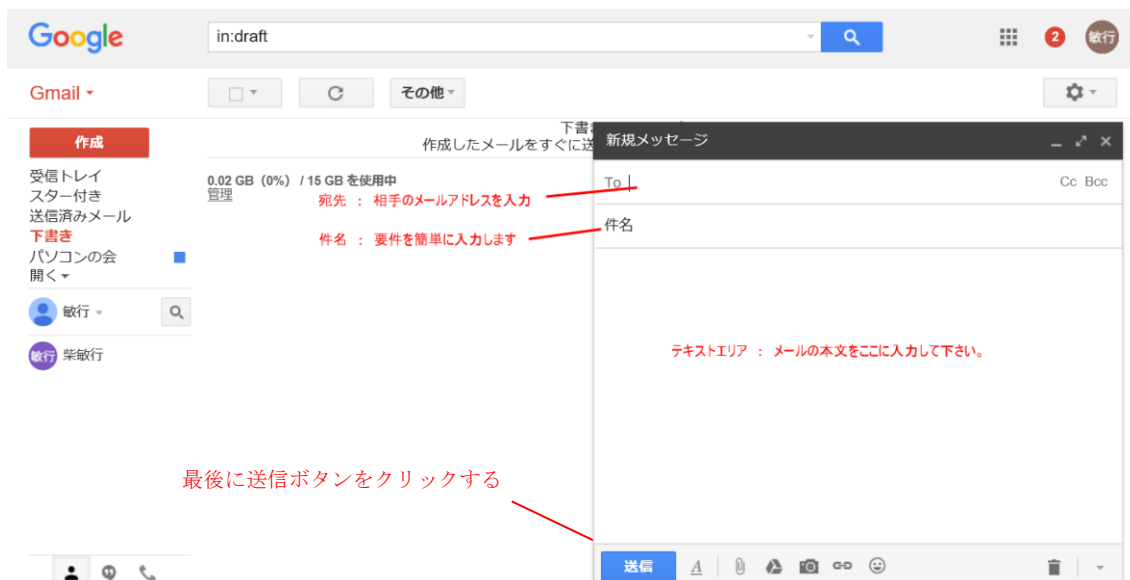 Google
in:draft
2
敏行
Gmail
その他
作成
下書
作成したメールをすぐに送
新規メッセージ
受信トレイ
スター付き
送信済みメール
下書き
パソコンの会
開く
0.02 GB（0%） / 15 GB を使用中
管理
To
Cc Bcc
宛先 ： 相手のメールアドレスを入力
件名
件名 ： 要件を簡単に入力します
敏行
敏行
柴敏行
テキストエリア ： メールの本文をここに入力して下さい。
最後に送信ボタンをクリックする
送信
A